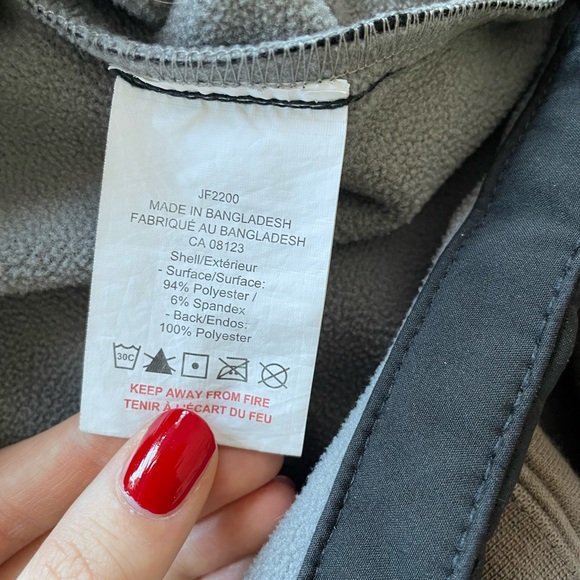 JF2200
MADE IN BANGLADESH
FABRIQUÉ AU BANGLADESH
CA 08123
Shell/Extérieur
- Surface/Surface:
94% Polyester /
6% Spandex
- Back/Endos:
100% Polyester
30C
KEEP AWAY FROM FIRE
TENIR À L'ÉCART DU FEU